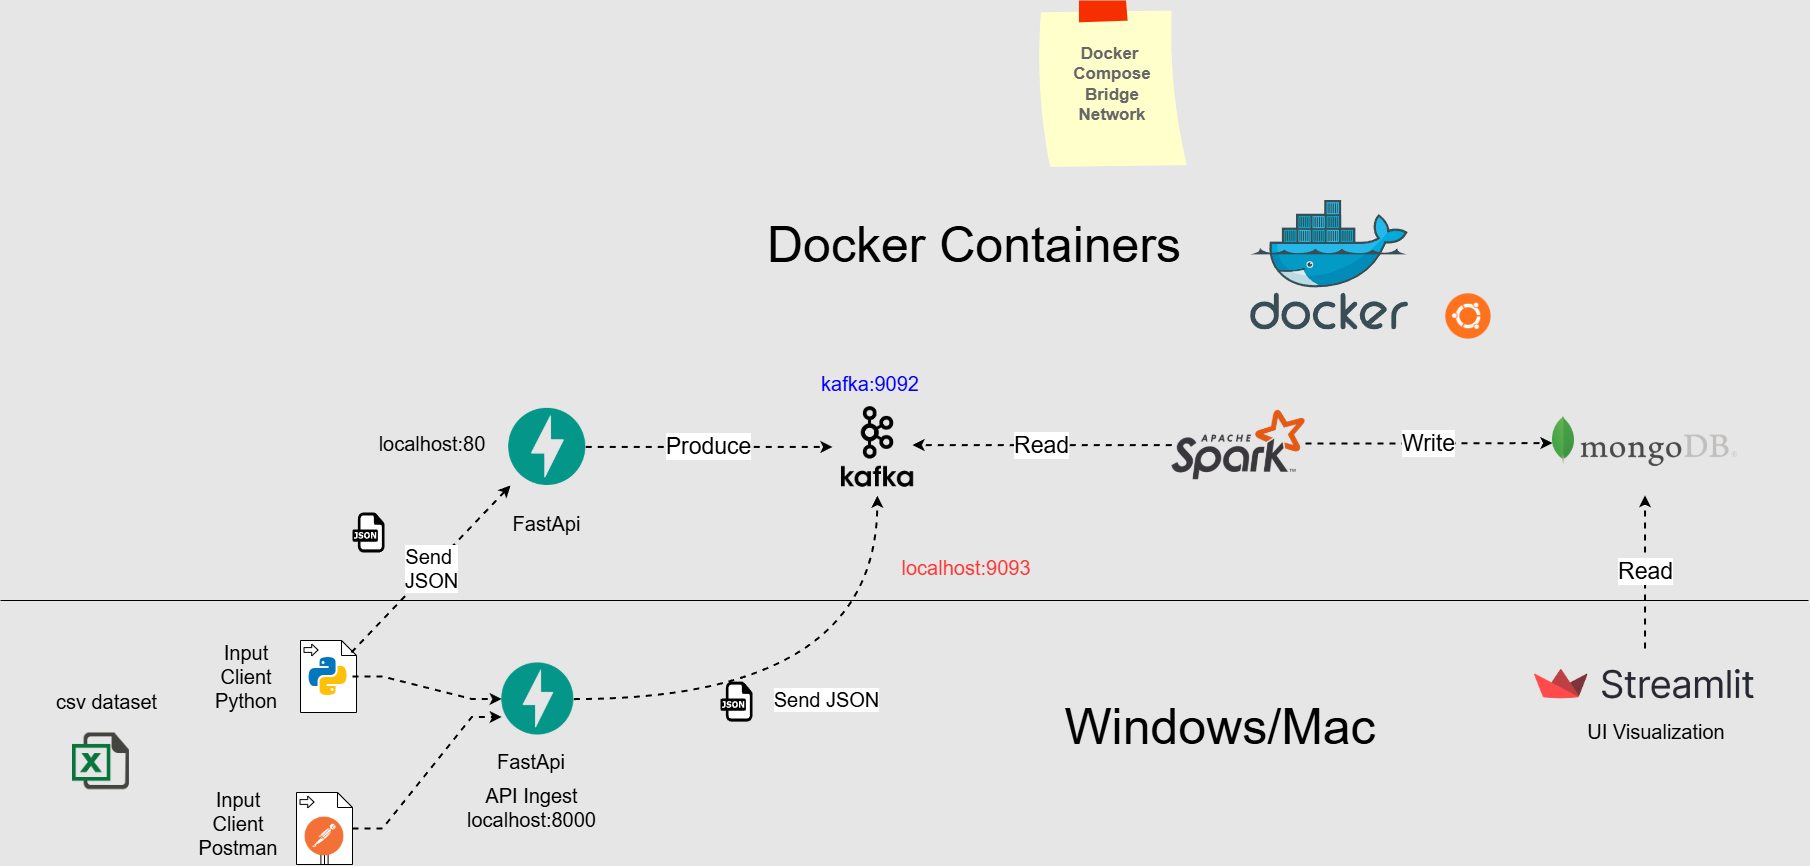 Docker
Compose
Bridge
Network
Docker Containers
docker
kafka:9092
localhost:80
Produce
kafka
Read
APACHE
Spark™
Write
mongoDB.
FastApi
JSON
Send
JSON
localhost:9093
Read
Input
Client
Python
csv dataset
X
JSON
Send JSON
Windows/Mac
Streamlit
UI Visualization
FastApi
API Ingest
localhost:8000
Input
Client
Postman